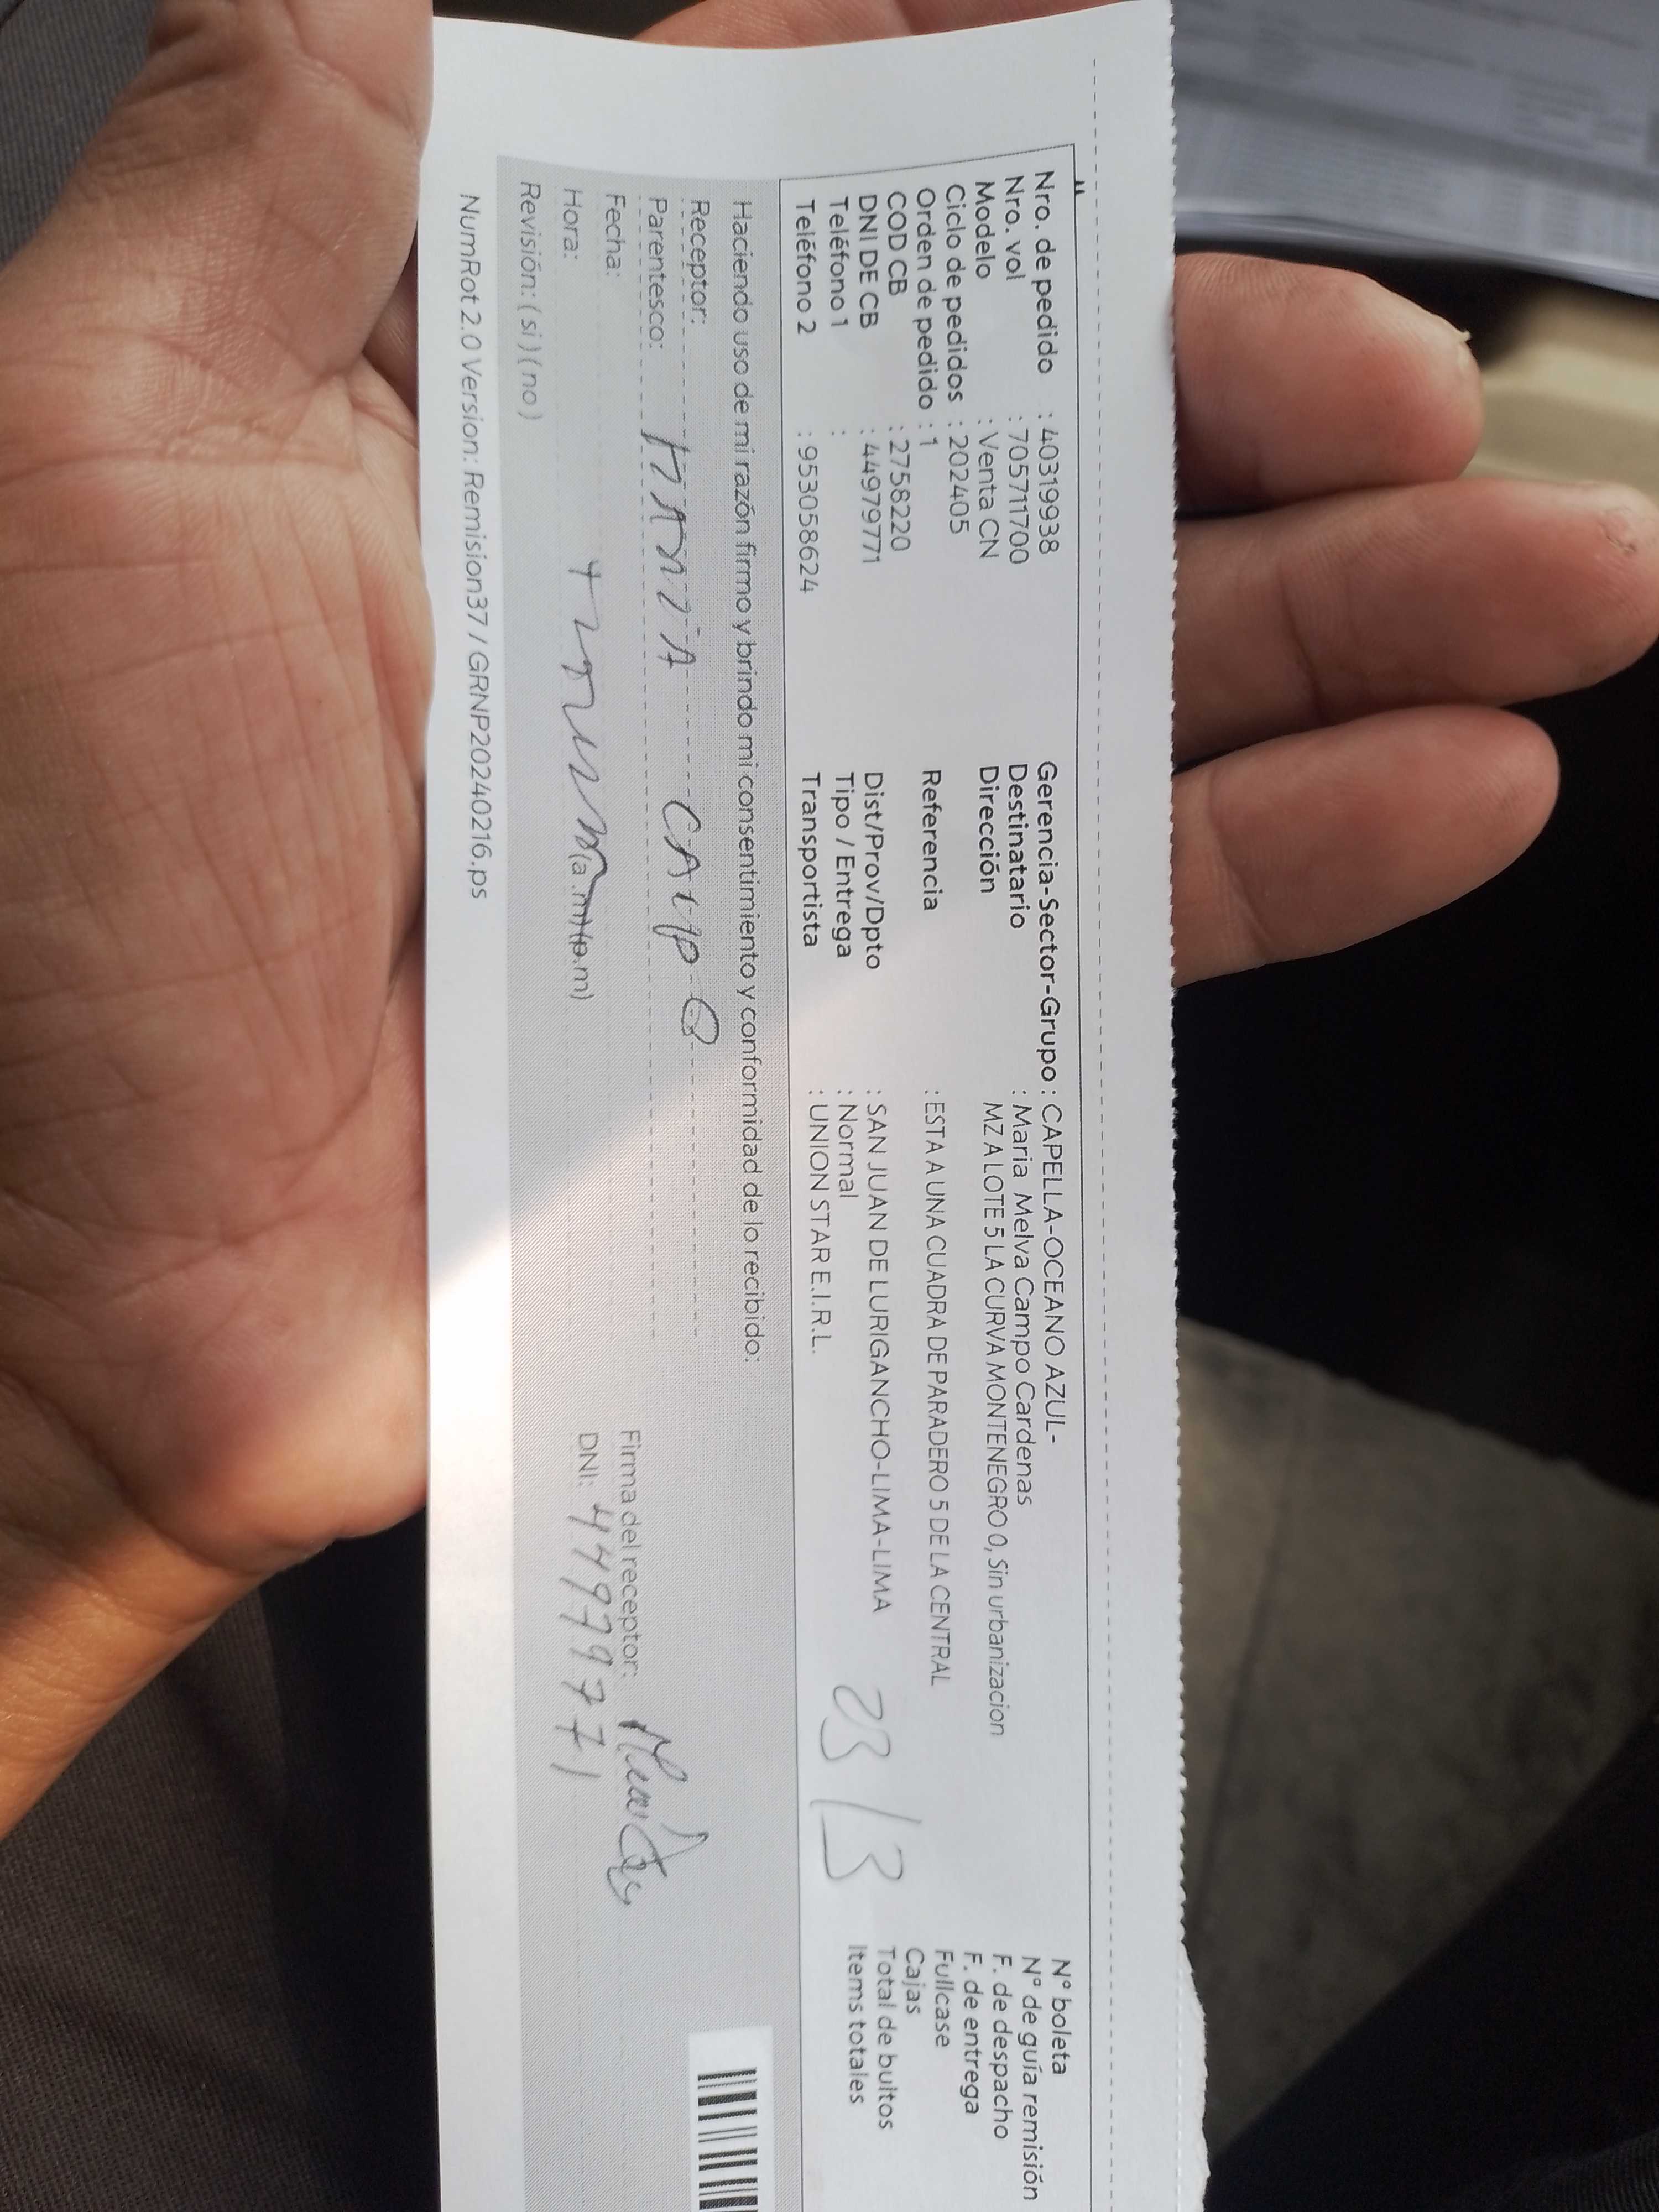 Nro. de pedido : 40319938
Nro. vol : 705711700
Modelo : Venta CN
Ciclo de pedidos : 202405
Orden de pedido : 1
COD CB : 2758220
DNI DE CB : 44979771
Teléfono 1 :
Teléfono 2 : 953058624
Gerencia-Sector-Grupo : CAPELLA-OCEANO AZUL-
Destinatario : Maria Melva Campo Cardenas
Dirección MZ A LOTE 5 LA CURVA MONTENEGRO 0, Sin urbanizacion
Referencia : ESTA A UNA CUADRA DE PARADERO 5 DE LA CENTRAL
Dist/Prov/Dpto : SAN JUAN DE LURIGANCHO-LIMA-LIMA
Tipo / Entrega : Normal
Transportista : UNION STAR E.I.R.L.
23 / 3
N° boleta
N° de guía remisión
F. de despacho
F. de entrega
Fullcase
Cajas
Total de bultos
Items totales
Haciendo uso de mi razón firmo y brindo mi consentimiento y conformidad de lo recibido:
Receptor: MARIA CAMPO
Parentesco:
Fecha:
Hora: (a.m)(p.m)
Revisión: ( si ) ( no )
Firma del receptor:
DNI: 44979771
NumRot 2.0 Version: Remision37 / GRNP20240216.ps